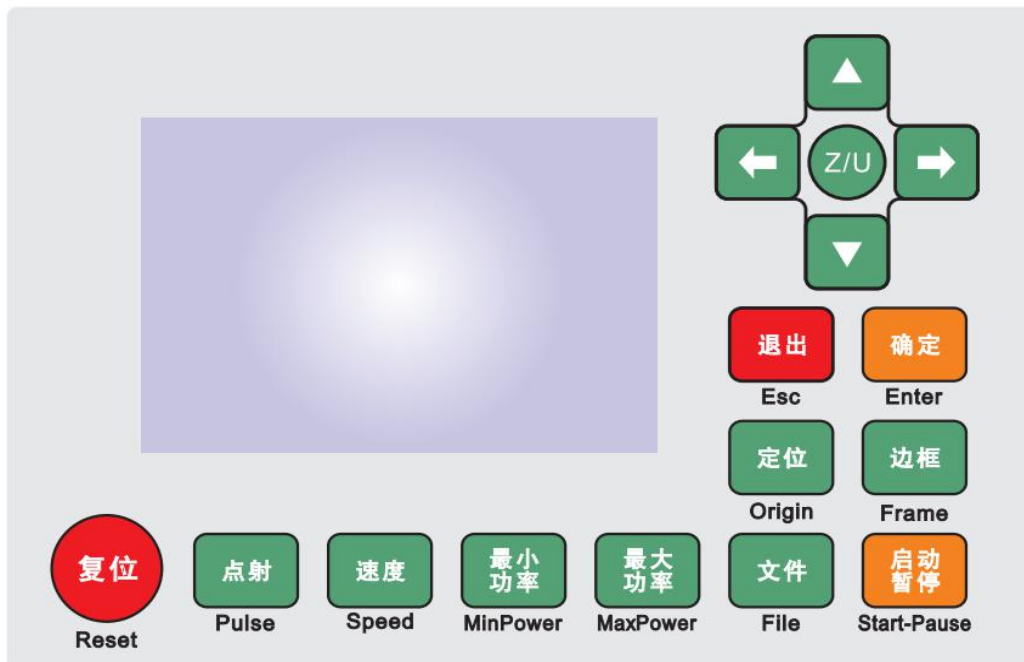 Z/U
退出
确定
Esc
Enter
定位
边框
Origin
Frame
复位
点射
速度
最小
功率
最大
功率
文件
启动
暂停
Reset
Pulse
Speed
MinPower
MaxPower
File
Start-Pause